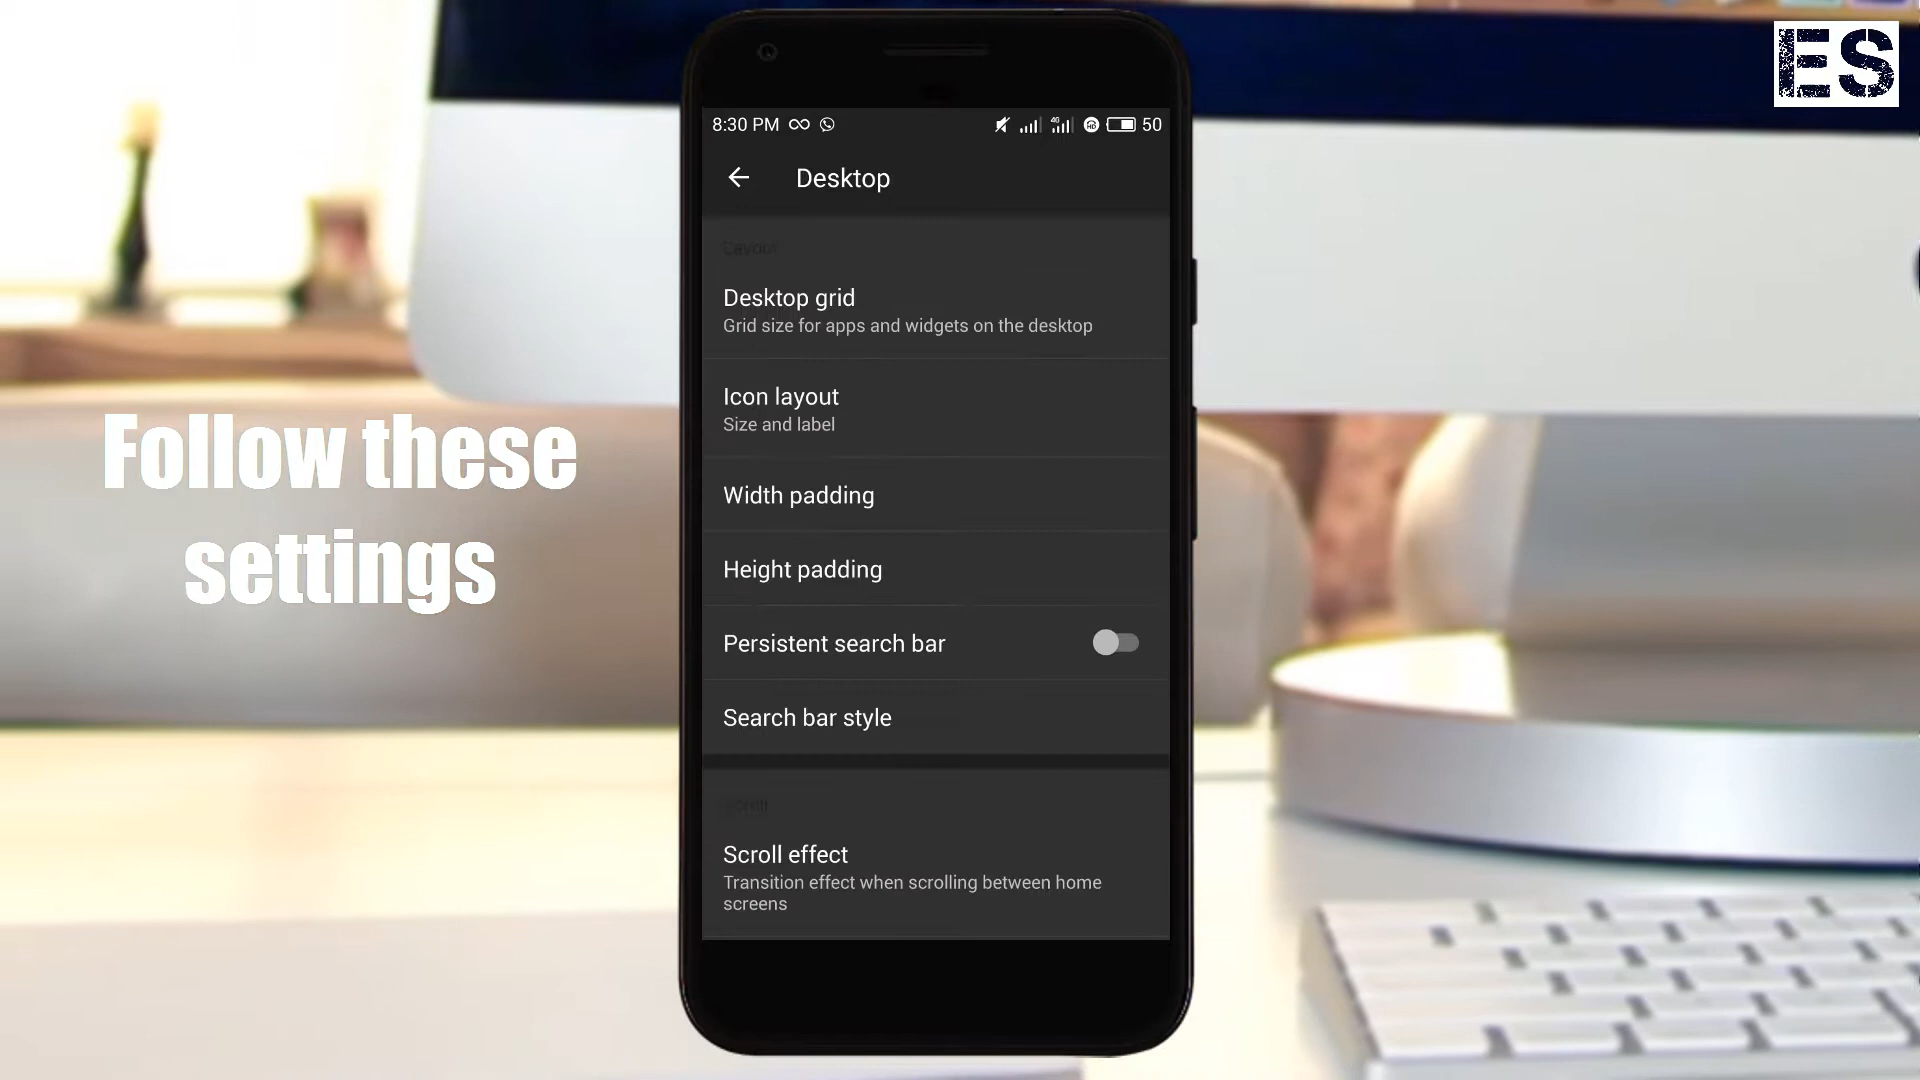 ES
8:30 PM
50
Desktop
Desktop grid
Grid size for apps and widgets on the desktop
Icon layout
Size and label
Width padding
Height padding
Persistent search bar
Search bar style
Scroll effect
Transition effect when scrolling between home
screens
Follow these
settings